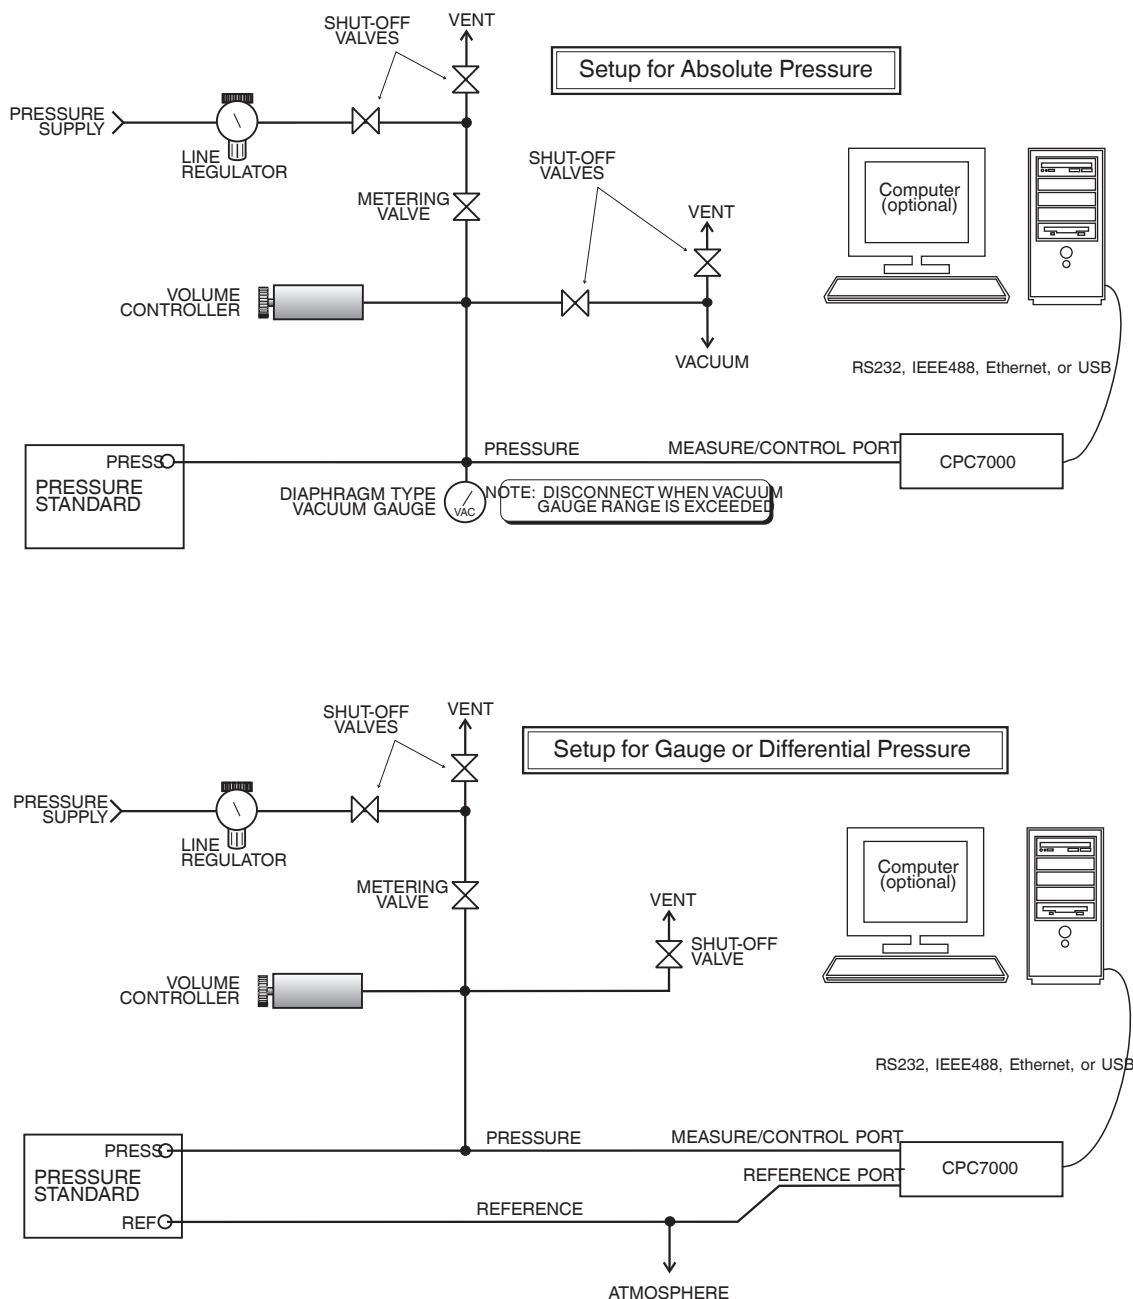 SHUT-OFF
VALVES
VENT
Setup for Absolute Pressure
PRESSURE
SUPPLY
LINE
REGULATOR
SHUT-OFF
VALVES
METERING
VALVE
VENT
Computer
(optional)
VOLUME
CONTROLLER
VACUUM
RS232, IEEE488, Ethernet, or USB
PRESS
PRESSURE
STANDARD
PRESSURE
MEASURE/CONTROL PORT
CPC7000
DIAPHRAGM TYPE
VACUUM GAUGE
VAC
NOTE: DISCONNECT WHEN VACUUM
GAUGE RANGE IS EXCEEDED
SHUT-OFF
VALVES
VENT
Setup for Gauge or Differential Pressure
PRESSURE
SUPPLY
LINE
REGULATOR
METERING
VALVE
VENT
SHUT-OFF
VALVE
Computer
(optional)
VOLUME
CONTROLLER
RS232, IEEE488, Ethernet, or USB
PRESS
PRESSURE
STANDARD
REF
PRESSURE
MEASURE/CONTROL PORT
REFERENCE PORT
CPC7000
REFERENCE
ATMOSPHERE